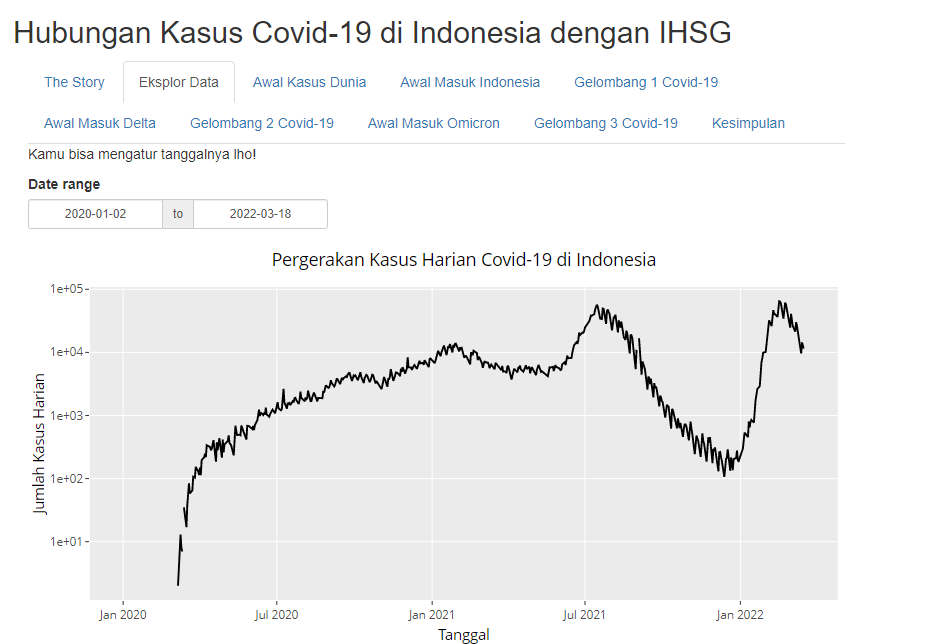 Hubungan Kasus Covid-19 di Indonesia dengan IHSG
The Story Eksplor Data Awal Kasus Dunia Awal Masuk Indonesia Gelombang 1 Covid-19
Awal Masuk Delta Gelombang 2 Covid-19 Awal Masuk Omicron Gelombang 3 Covid-19 Kesimpulan
Kamu bisa mengatur tanggalnya lho!
Date range
2020-01-02 to 2022-03-18
Pergerakan Kasus Harian Covid-19 di Indonesia
Jumlah Kasus Harian
1e+05
1e+04
1e+03
1e+02
1e+01
Jan 2020 Jul 2020 Jan 2021 Jul 2021 Jan 2022
Tanggal